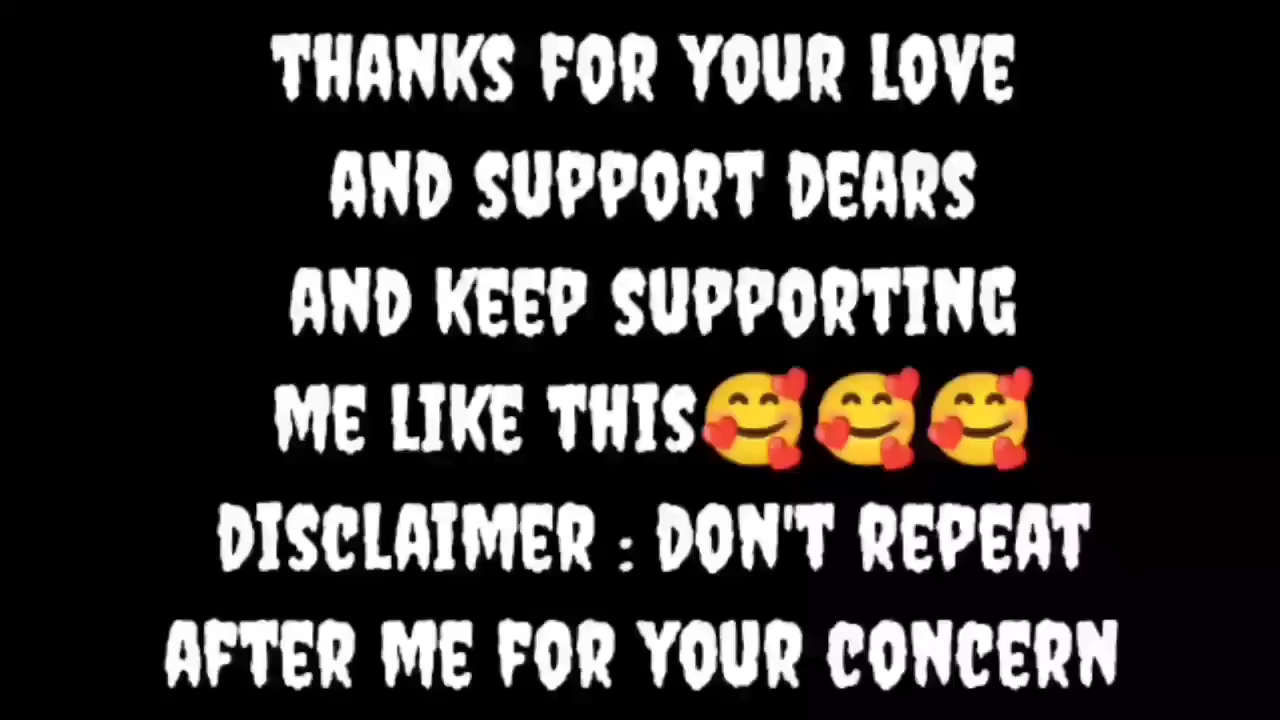 THANKS FOR YOUR LOVE
AND SUPPORT DEARS
AND KEEP SUPPORTING
ME LIKE THIS🥰🥰🥰
DISCLAIMER : DON'T REPEAT
AFTER ME FOR YOUR CONCERN